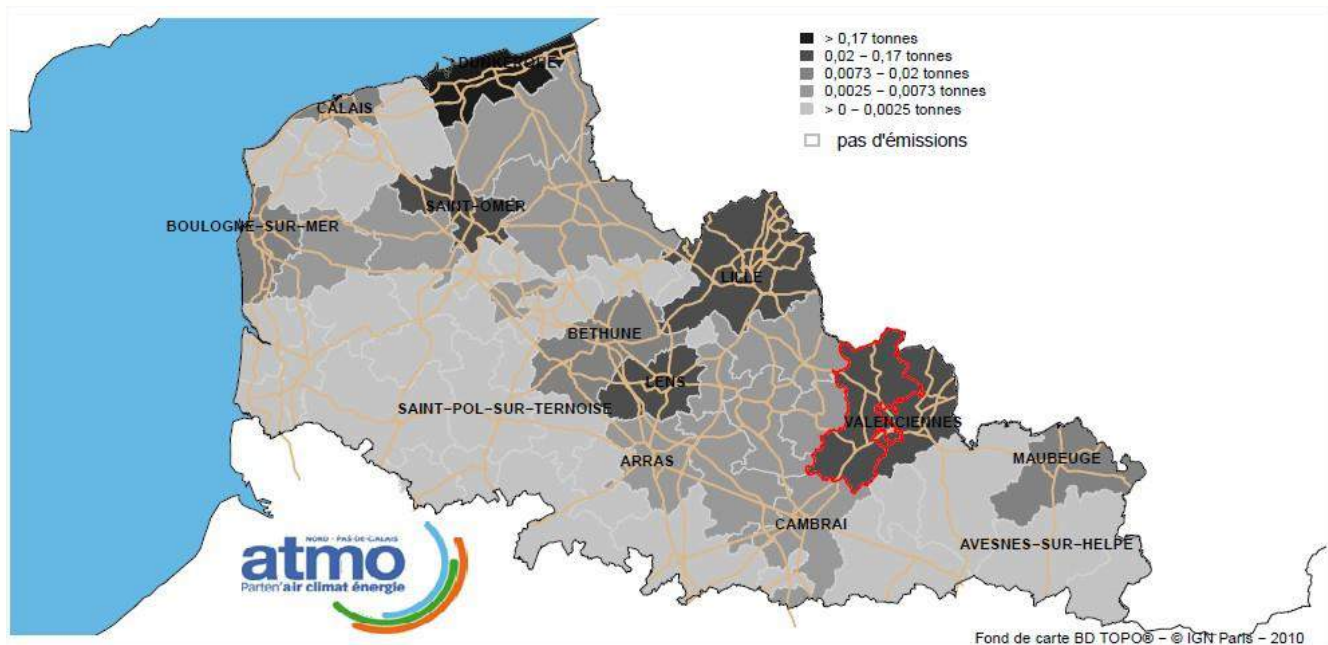 > 0,17 tonnes
0,02 − 0,17 tonnes
0,0073 − 0,02 tonnes
0,0025 − 0,0073 tonnes
> 0 − 0,0025 tonnes
pas d'émissions
DUNKERQUE
CALAIS
SAINT−OMER
BOULOGNE−SUR−MER
LILLE
BETHUNE
LENS
SAINT−POL−SUR−TERNOISE
VALENCIENNES
ARRAS
MAUBEUGE
CAMBRAI
AVESNES−SUR−HELPE
NORD - PAS-DE-CALAIS
atmo
Parten'air climat énergie
Fond de carte BD TOPO® − © IGN Paris − 2010